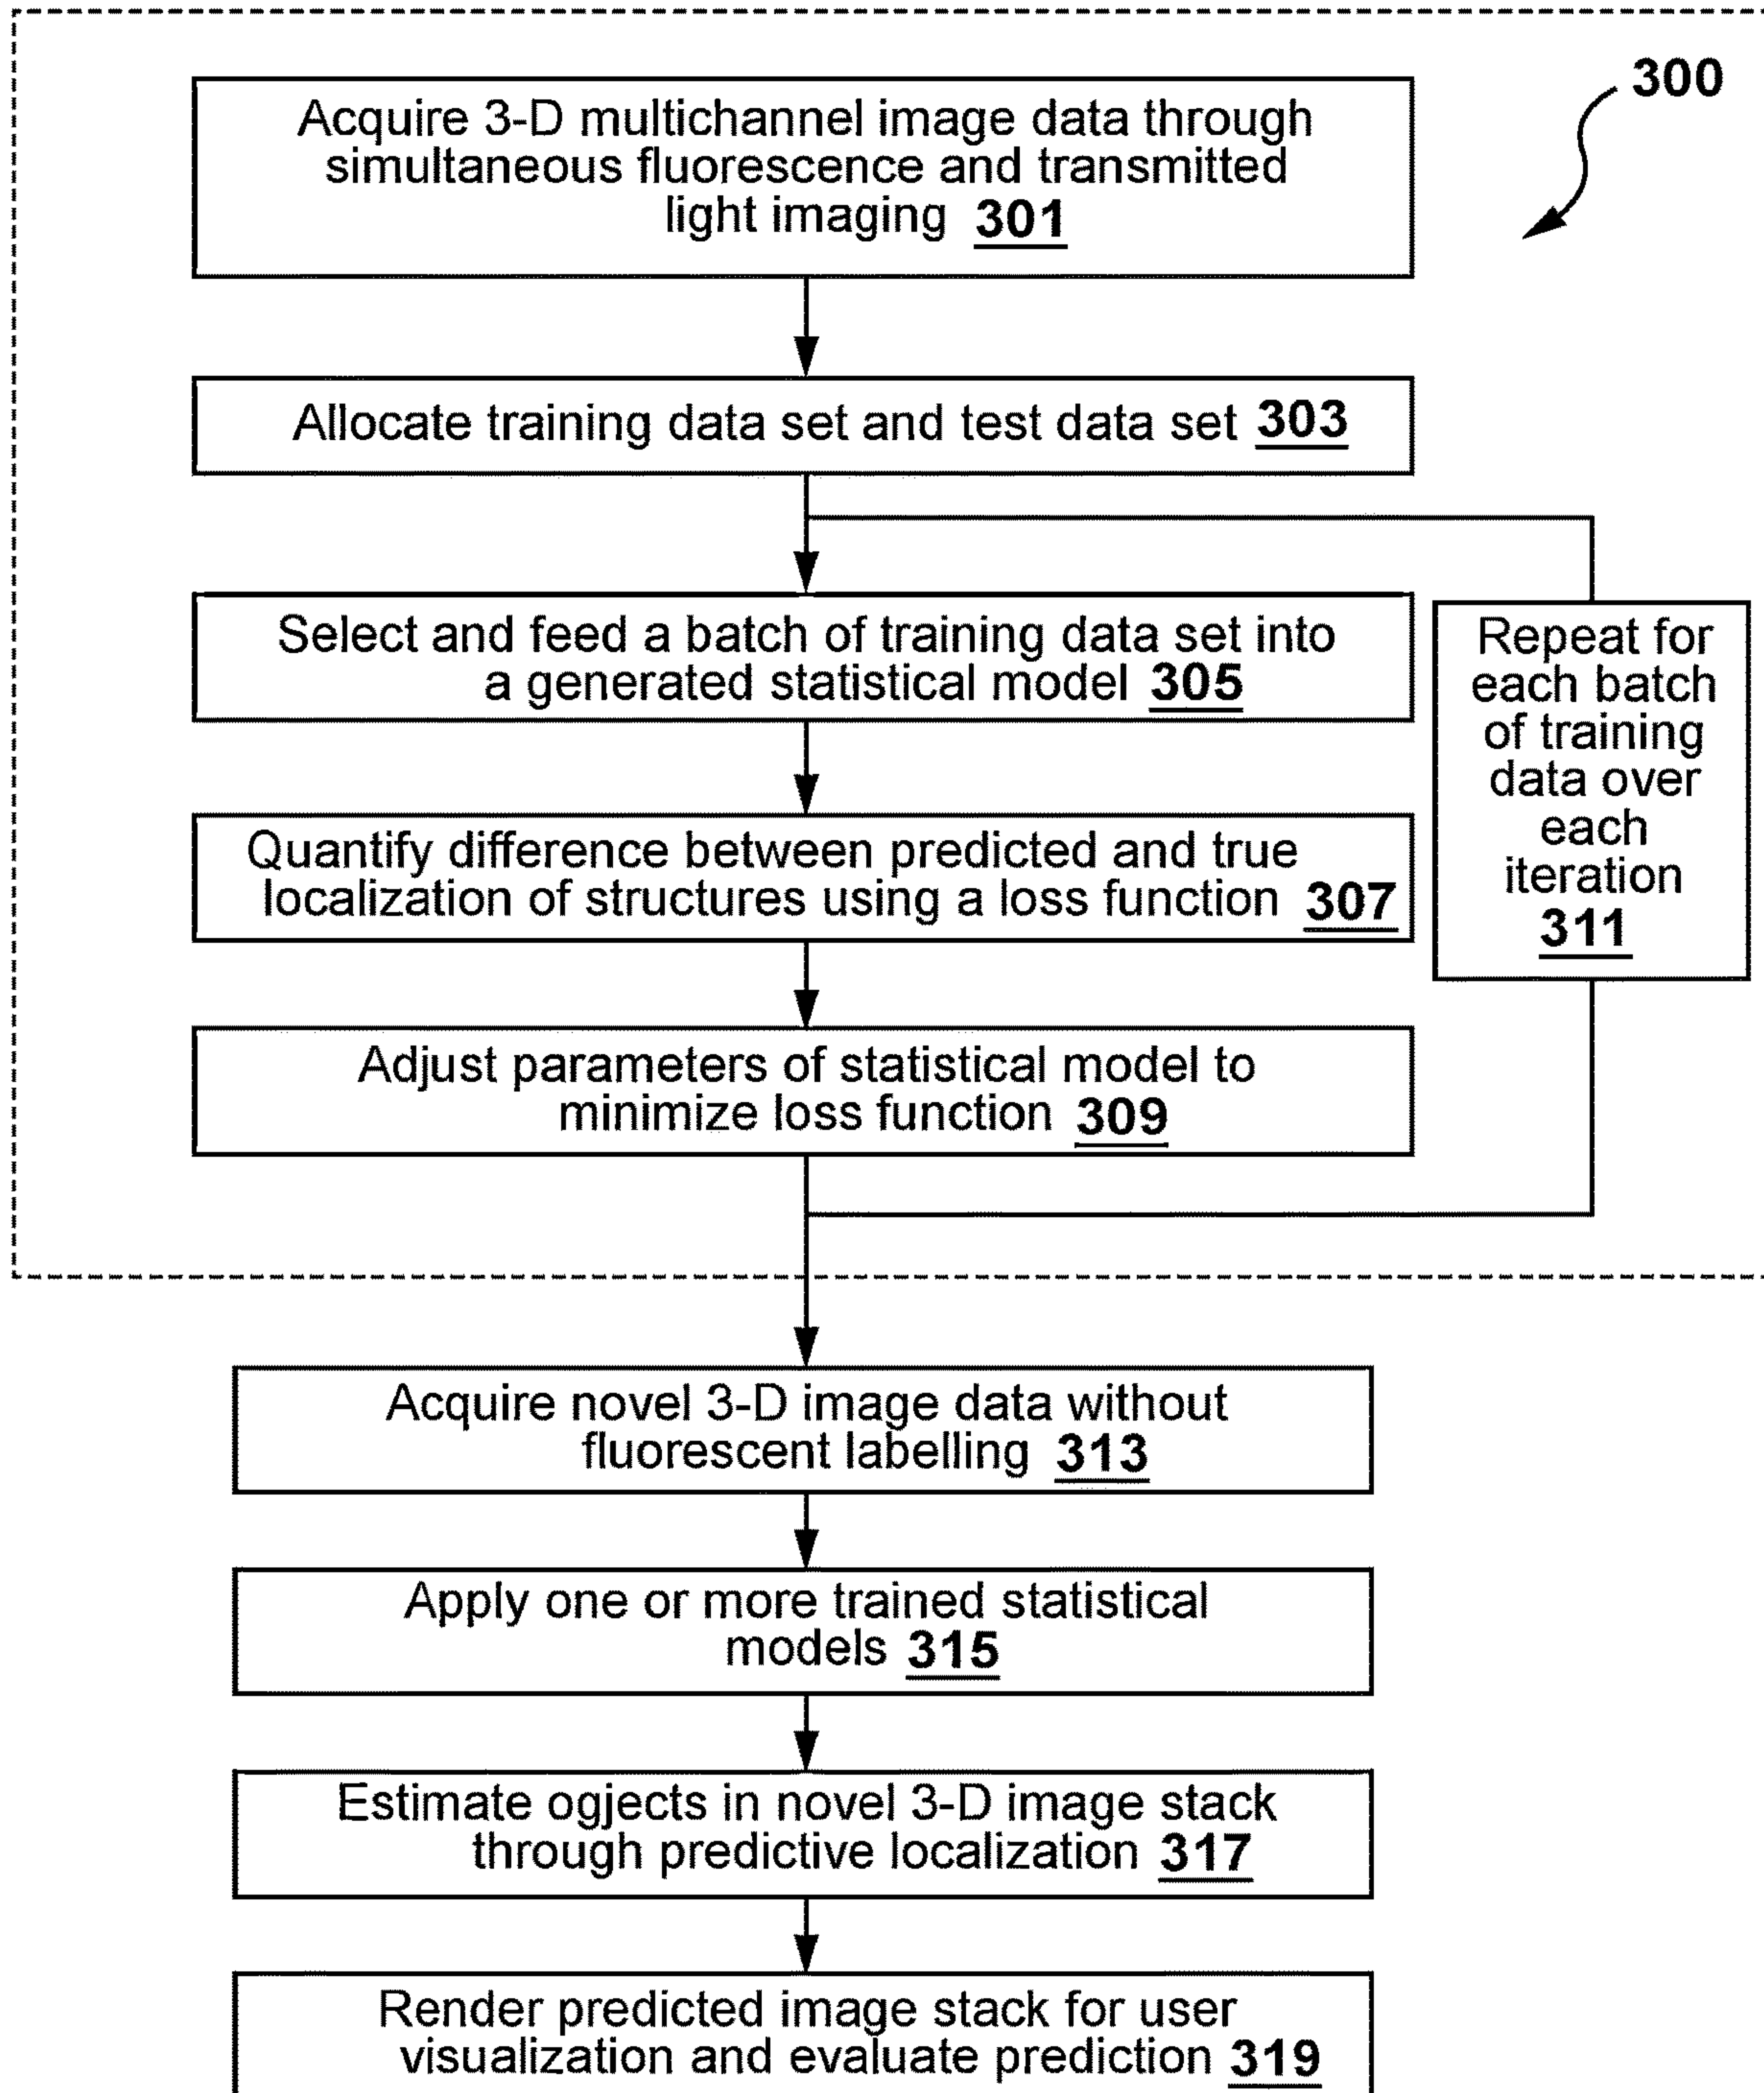 300
Acquire 3-D multichannel image data through
simultaneous fluorescence and transmitted
light imaging 301
Allocate training data set and test data set 303
Select and feed a batch of training data set into
a generated statistical model 305
Quantify difference between predicted and true
localization of structures using a loss function 307
Adjust parameters of statistical model to
minimize loss function 309
Repeat for
each batch
of training
data over
each
iteration
311
Acquire novel 3-D image data without
fluorescent labelling 313
Apply one or more trained statistical
models 315
Estimate ogjects in novel 3-D image stack
through predictive localization 317
Render predicted image stack for user
visualization and evaluate prediction 319